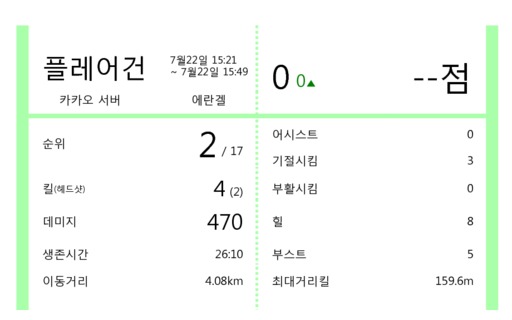 플레어건
7월22일 15:21
~ 7월22일 15:49
카카오 서버
에란겔
0 0▲
--점
순위 2 / 17
킬(헤드샷) 4 (2)
데미지 470
생존시간 26:10
이동거리 4.08km
어시스트 0
기절시킴 3
부활시킴 0
힐 8
부스트 5
최대거리킬 159.6m